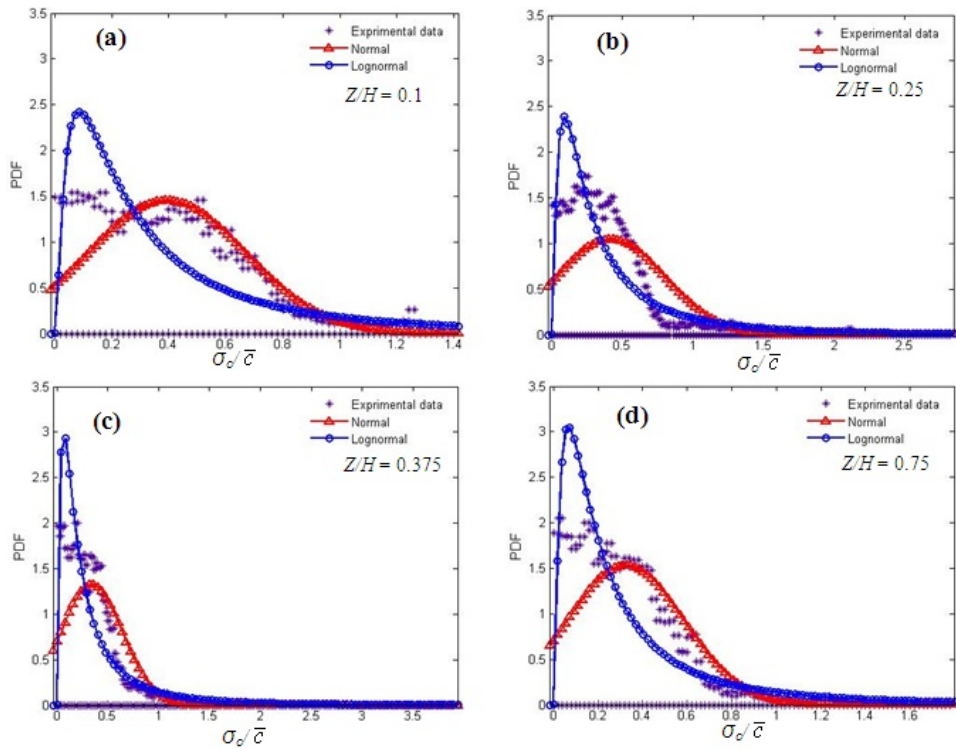 (a)
Exprimental data
Normal
Lognormal
Z/H = 0.1
3.5
3
2.5
2
1.5
1
0.5
0
PDF
0 0.2 0.4 0.6 0.8 1.0 1.2 1.4
σc/c̅
(b)
Experimental data
Normal
Lognormal
Z/H = 0.25
3.5
3
2.5
2
1.5
1
0.5
0
PDF
0 0.5 1 1.5 2 2.5
σc/c̅
(c)
Exprimental data
Normal
Lognormal
Z/H = 0.375
3.5
3
2.5
2
1.5
1
0.5
0
PDF
0 0.5 1 1.5 2 2.5 3 3.5
σc/c̅
(d)
Exprimental data
Normal
Lognormal
Z/H = 0.75
3.5
3
2.5
2
1.5
1
0.5
0
PDF
0 0.2 0.4 0.6 0.8 1.0 1.2 1.4 1.6
σc/c̅